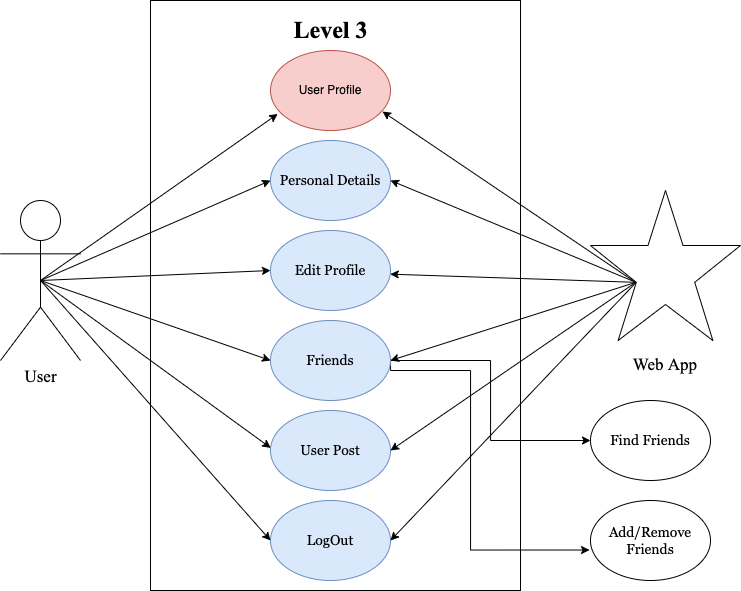 Level 3
User Profile
Personal Details
Edit Profile
Friends
User Post
LogOut
User
Web App
Find Friends
Add/Remove
Friends